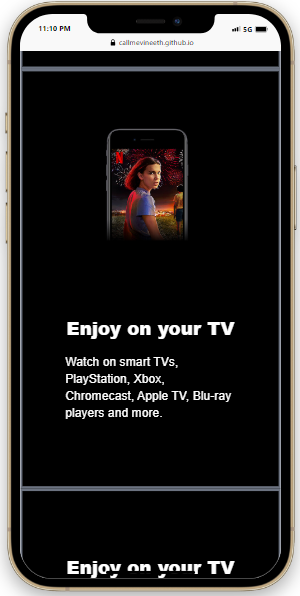 11:10 PM
5G
callmevineeth.github.io
N
Enjoy on your TV
Watch on smart TVs,
PlayStation, Xbox,
Chromecast, Apple TV, Blu-ray
players and more.
Enjoy on your TV